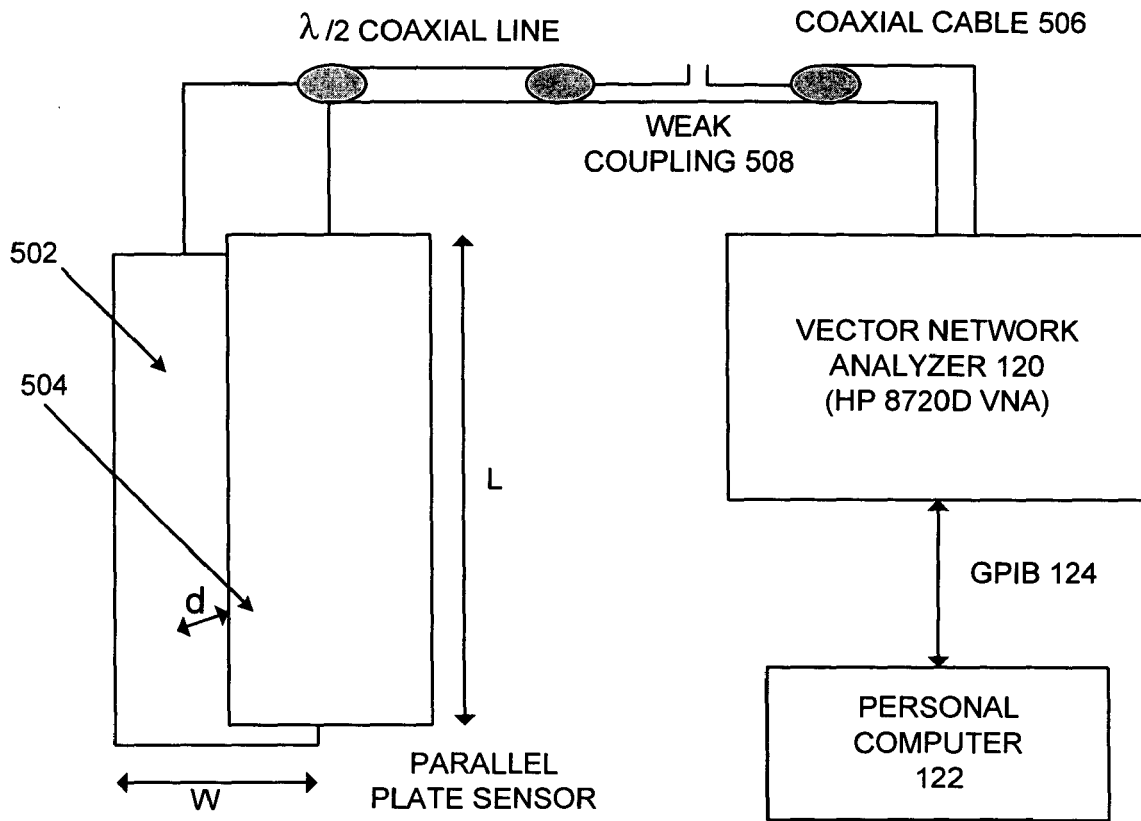 λ/2 COAXIAL LINE
COAXIAL CABLE 506
WEAK
COUPLING 508
502
504
L
d
W
PARALLEL
PLATE SENSOR
VECTOR NETWORK
ANALYZER 120
(HP 8720D VNA)
GPIB 124
PERSONAL
COMPUTER
122